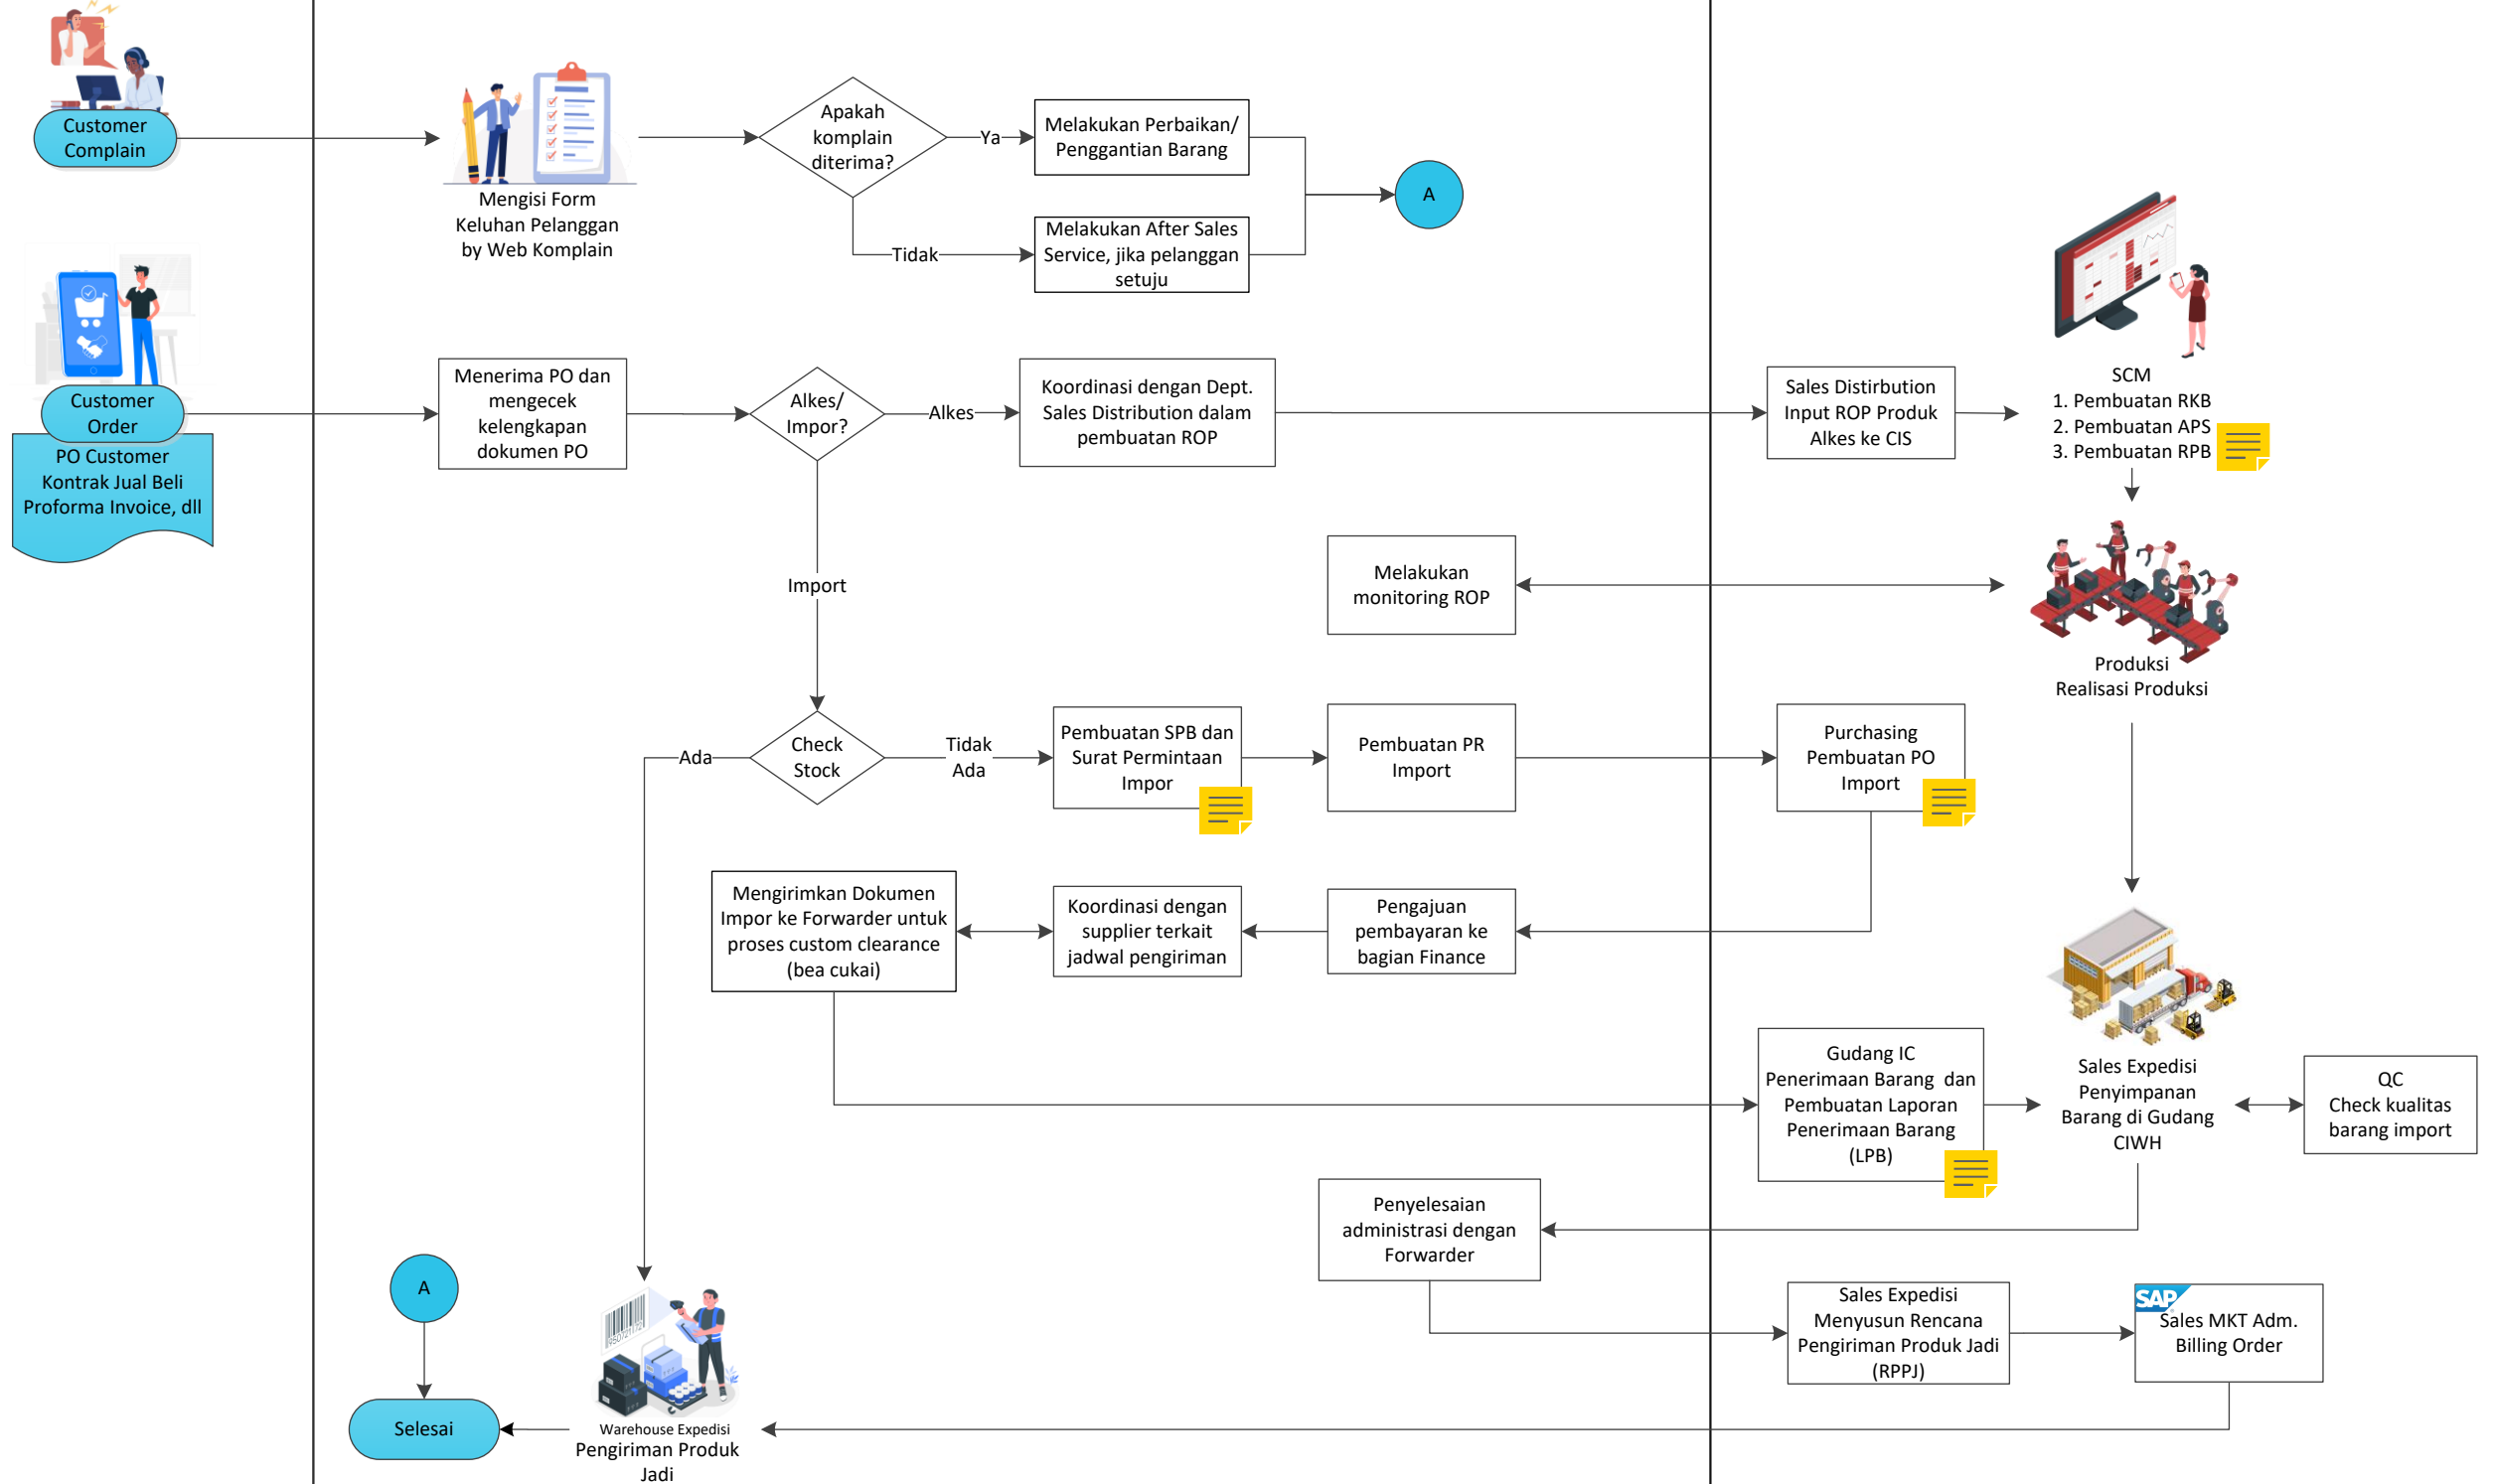 Customer
Complain
Mengisi Form
Keluhan Pelanggan
by Web Komplain
Apakah
komplain
diterima?
Ya
Melakukan Perbaikan/
Penggantian Barang
Tidak
Melakukan After Sales
Service, jika pelanggan
setuju
A
Customer
Order
PO Customer
Kontrak Jual Beli
Proforma Invoice, dll
Menerima PO dan
mengecek
kelengkapan
dokumen PO
Alkes/
Impor?
Alkes
Koordinasi dengan Dept.
Sales Distribution dalam
pembuatan ROP
Sales Distirbution
Input ROP Produk
Alkes ke CIS
SCM
1. Pembuatan RKB
2. Pembuatan APS
3. Pembuatan RPB
Import
Melakukan
monitoring ROP
Produksi
Realisasi Produksi
Check
Stock
Ada
Tidak
Ada
Pembuatan SPB dan
Surat Permintaan
Impor
Pembuatan PR
Import
Purchasing
Pembuatan PO
Import
Mengirimkan Dokumen
Impor ke Forwarder untuk
proses custom clearance
(bea cukai)
Koordinasi dengan
supplier terkait
jadwal pengiriman
Pengajuan
pembayaran ke
bagian Finance
Gudang IC
Penerimaan Barang  dan
Pembuatan Laporan
Penerimaan Barang
(LPB)
Sales Expedisi
Penyimpanan
Barang di Gudang
CIWH
QC
Check kualitas
barang import
Penyelesaian
administrasi dengan
Forwarder
Sales Expedisi
Menyusun Rencana
Pengiriman Produk Jadi
(RPPJ)
SAP
Sales MKT Adm.
Billing Order
A
Selesai
Warehouse Expedisi
Pengiriman Produk
Jadi